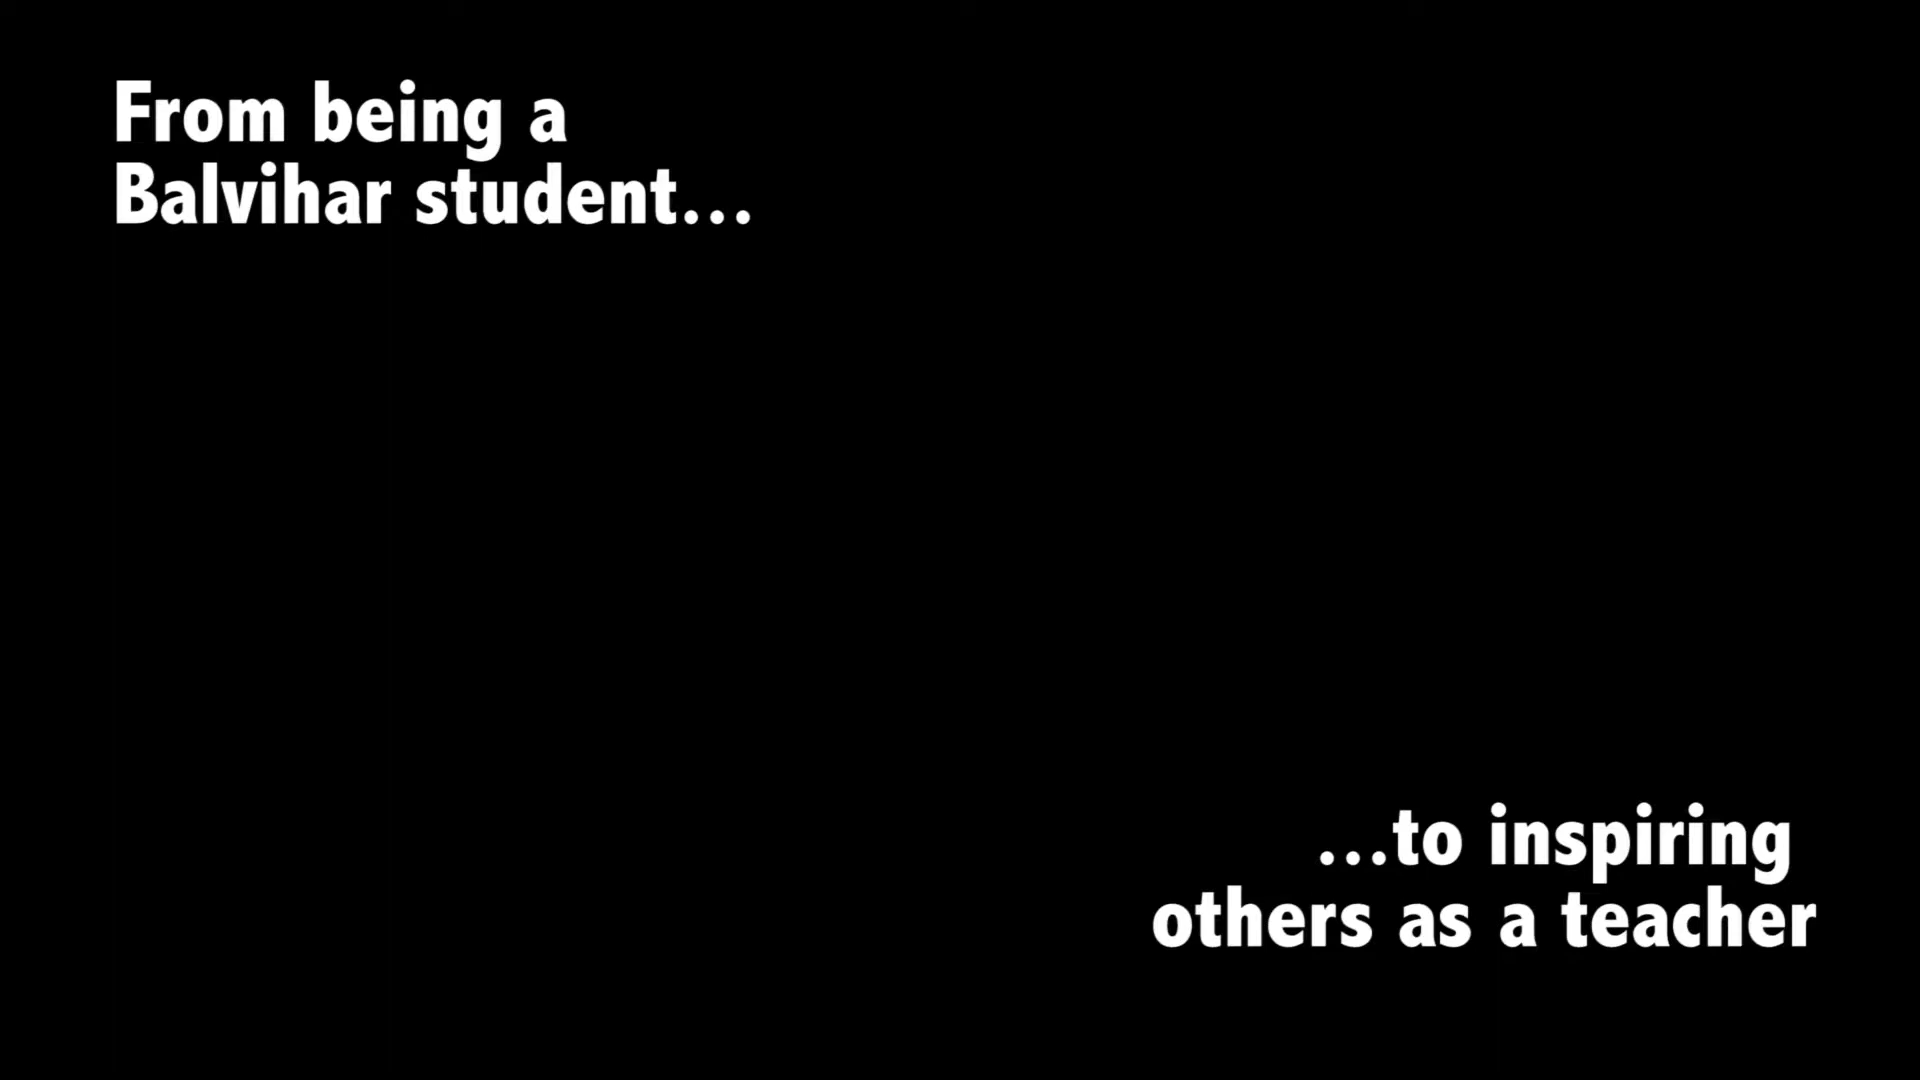 From being a
Balvihar student...
...to inspiring
others as a teacher